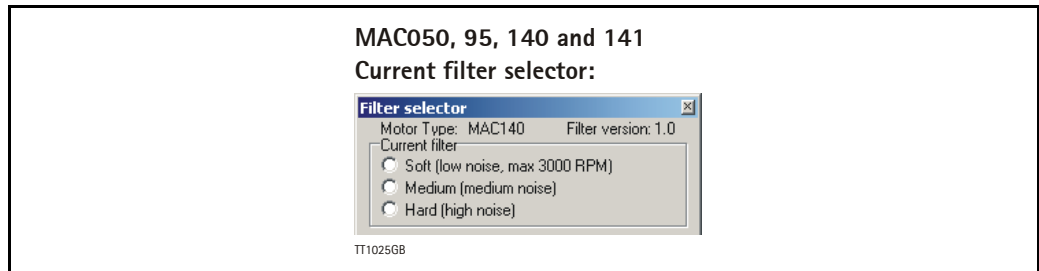 MAC050, 95, 140 and 141
Current filter selector:
Filter selector
Motor Type: MAC140 Filter version: 1.0
Current filter
Soft (low noise, max 3000 RPM)
Medium (medium noise)
Hard (high noise)
TT1025GB